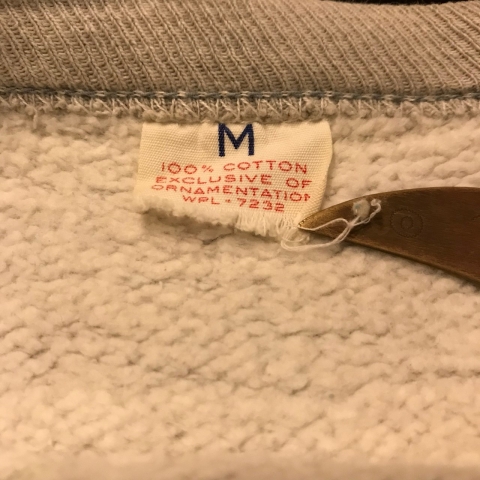 M
100% COTTON
EXCLUSIVE OF
ORNAMENTATION
WPL-7232